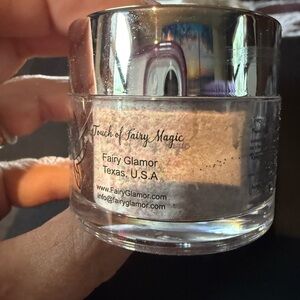 Touch of Fairy Magic
Fairy Glamor
Texas, U.S.A
www.FairyGlamor.com
info@fairyglamor.com